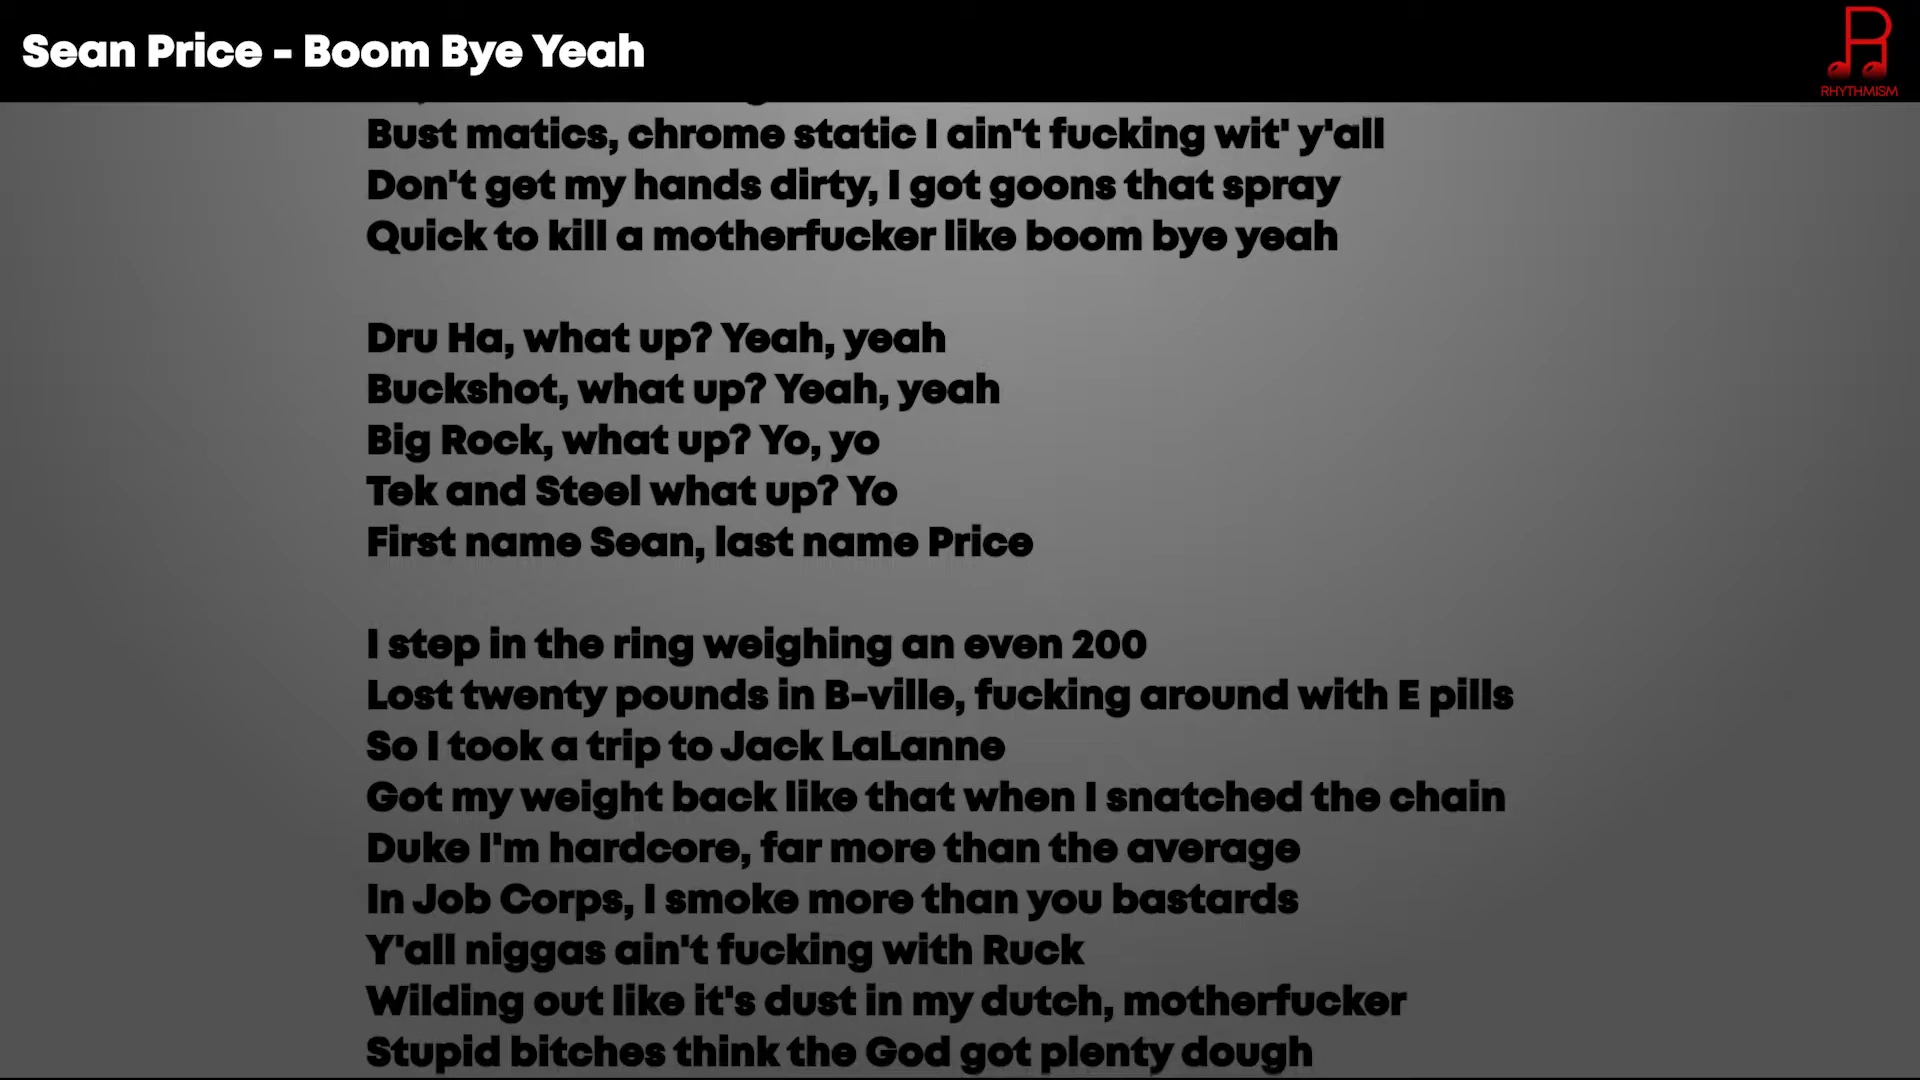 Sean Price - Boom Bye Yeah
RHYTHMISM
Bust matics, chrome static I ain't fucking wit' y'all
Don't get my hands dirty, I got goons that spray
Quick to kill a motherfucker like boom bye yeah
Dru Ha, what up? Yeah, yeah
Buckshot, what up? Yeah, yeah
Big Rock, what up? Yo, yo
Tek and Steel what up? Yo
First name Sean, last name Price
I step in the ring weighing an even 200
Lost twenty pounds in B-ville, fucking around with E pills
So I took a trip to Jack LaLanne
Got my weight back like that when I snatched the chain
Duke I'm hardcore, far more than the average
In Job Corps, I smoke more than you bastards
Y'all niggas ain't fucking with Ruck
Wilding out like it's dust in my dutch, motherfucker
Stupid bitches think the God got plenty dough